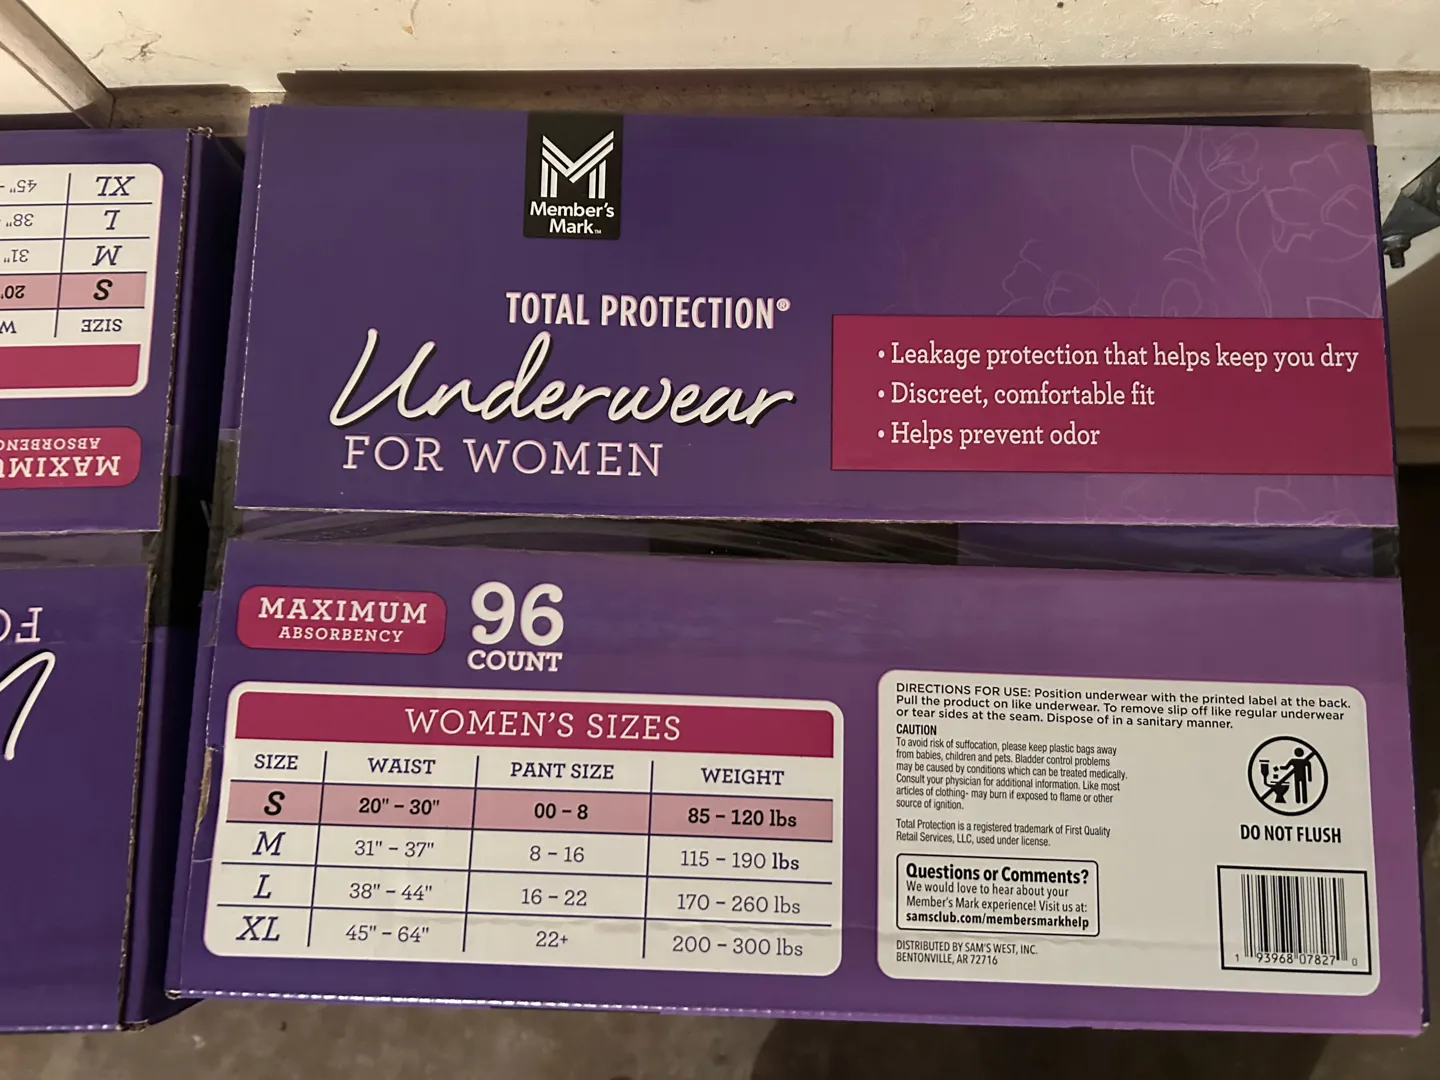 Member's
Mark™
TOTAL PROTECTION®
Underwear
FOR WOMEN
• Leakage protection that helps keep you dry
• Discreet, comfortable fit
• Helps prevent odor
MAXIMUM
ABSORBENCY
96
COUNT
WOMEN'S SIZES
SIZE WAIST PANT SIZE WEIGHT
S 20" – 30" 00 – 8 85 – 120 lbs
M 31" – 37" 8 – 16 115 – 190 lbs
L 38" – 44" 16 – 22 170 – 260 lbs
XL 45" – 64" 22+ 200 – 300 lbs
DIRECTIONS FOR USE: Position underwear with the printed label at the back.
Pull the product on like underwear. To remove slip off like regular underwear
or tear sides at the seam. Dispose of in a sanitary manner.
CAUTION
To avoid risk of suffocation, please keep plastic bags away
from babies, children and pets. Bladder control problems
may be caused by conditions which can be treated medically.
Consult your physician for additional information. Like most
articles of clothing- may burn if exposed to flame or other
source of ignition.
Total Protection is a registered trademark of First Quality
Retail Services, LLC, used under license.
DO NOT FLUSH
Questions or Comments?
We would love to hear about your
Member's Mark experience! Visit us at:
samsclub.com/membersmarkhelp
DISTRIBUTED BY SAM'S WEST, INC.
BENTONVILLE, AR 72716
1 93968 07827 0
MAXIMUM
ABSORBENC
SIZE W
S 20"
M 31"
L 38"
XL 45" –
FO